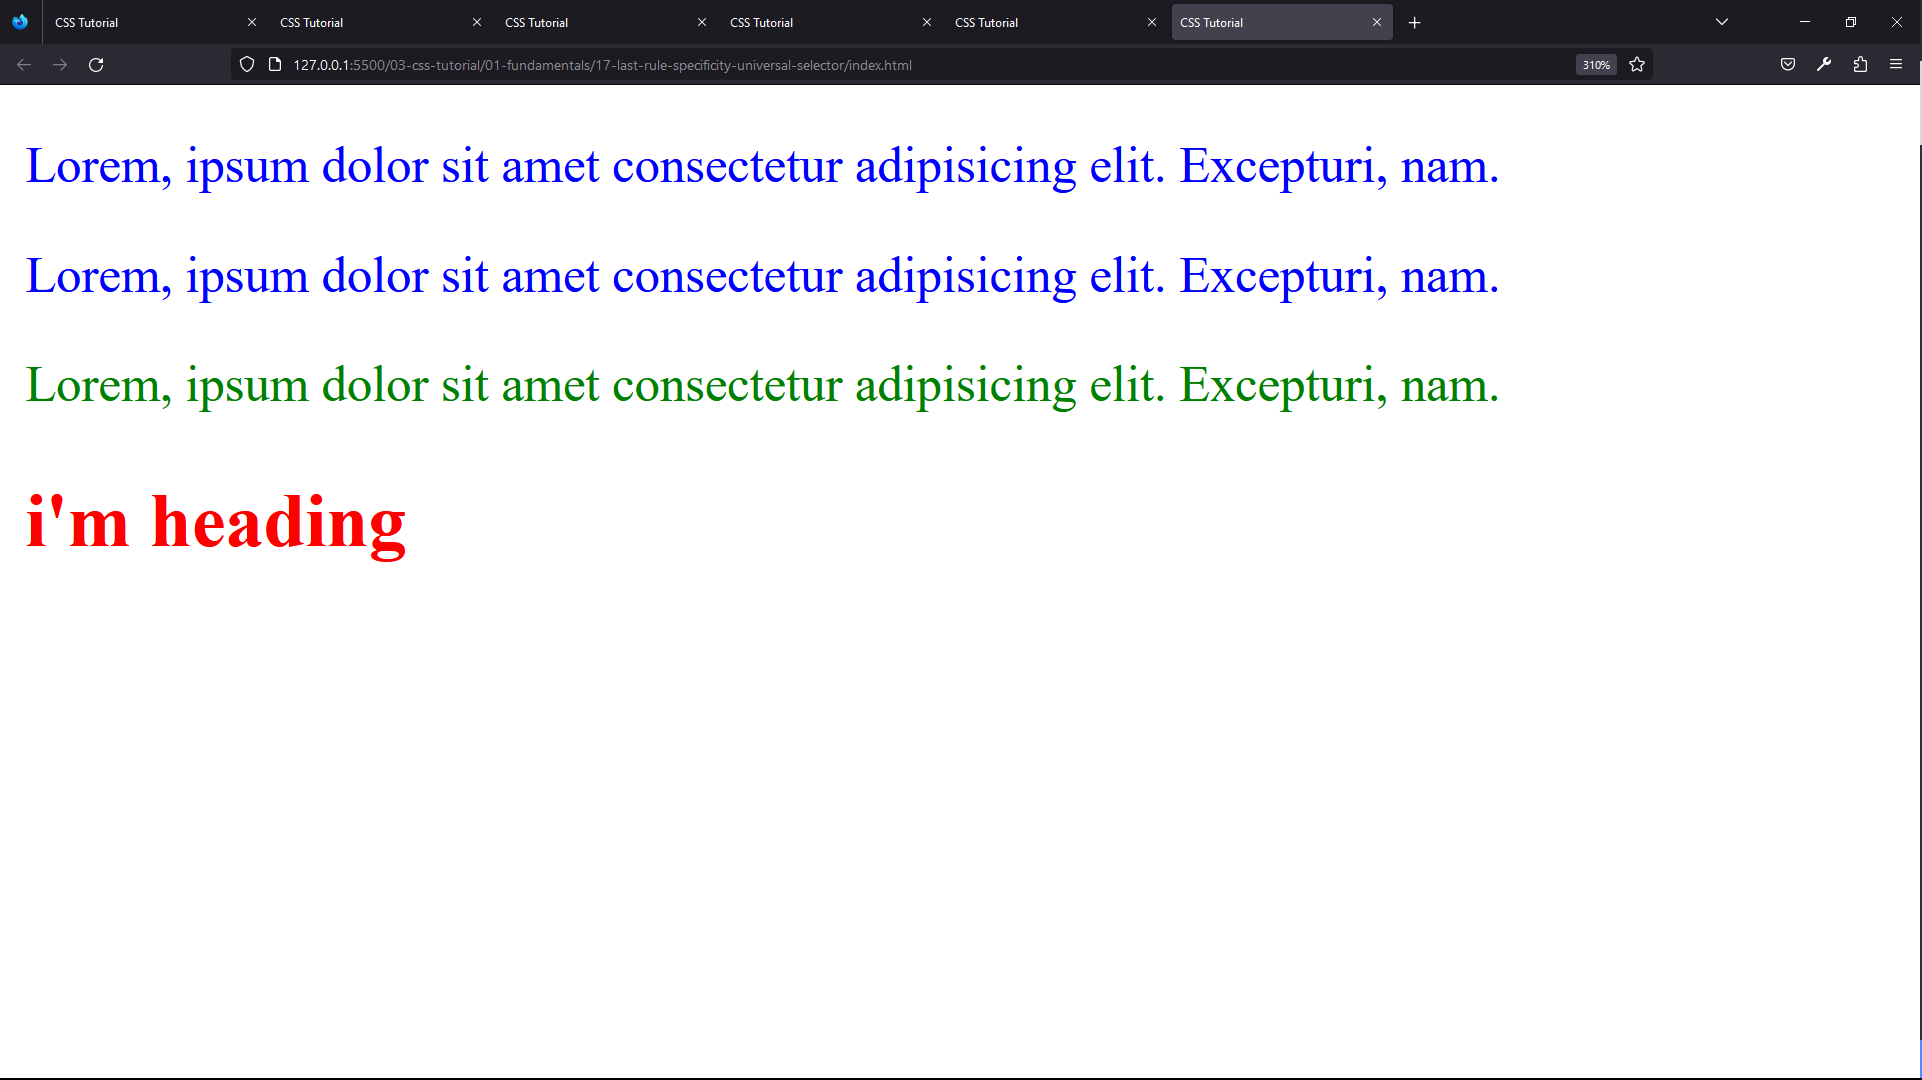 CSS Tutorial
CSS Tutorial
CSS Tutorial
CSS Tutorial
CSS Tutorial
CSS Tutorial
127.0.0.1:5500/03-css-tutorial/01-fundamentals/17-last-rule-specificity-universal-selector/index.html
310%
Lorem, ipsum dolor sit amet consectetur adipisicing elit. Excepturi, nam.
Lorem, ipsum dolor sit amet consectetur adipisicing elit. Excepturi, nam.
Lorem, ipsum dolor sit amet consectetur adipisicing elit. Excepturi, nam.
i'm heading